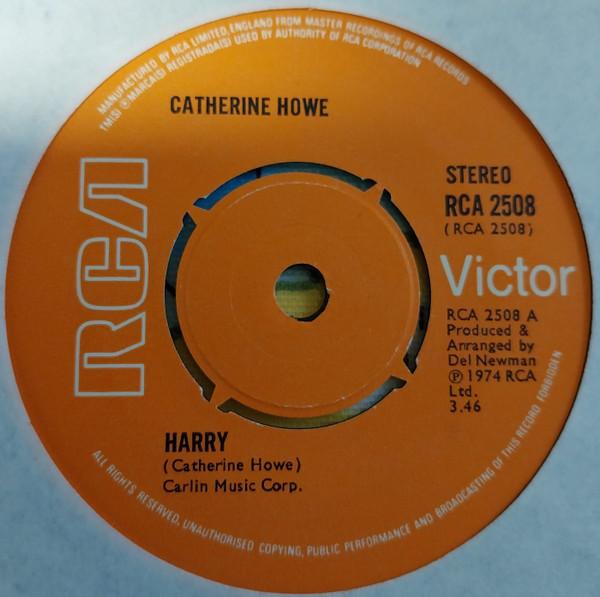 MANUFACTURED BY RCA LIMITED, ENGLAND FROM MASTER RECORDINGS OF RCA RECORDS
TM(S) ® MARCA(S) REGISTRADA(S) USED BY AUTHORITY OF RCA CORPORATION
CATHERINE HOWE
RCA
STEREO
RCA 2508
(RCA 2508)
Victor
RCA 2508 A
Produced &
Arranged by
Del Newman
℗ 1974 RCA
Ltd.
3.46
HARRY
(Catherine Howe)
Carlin Music Corp.
ALL RIGHTS RESERVED, UNAUTHORISED COPYING, PUBLIC PERFORMANCE AND BROADCASTING OF THIS RECORD FORBIDDEN